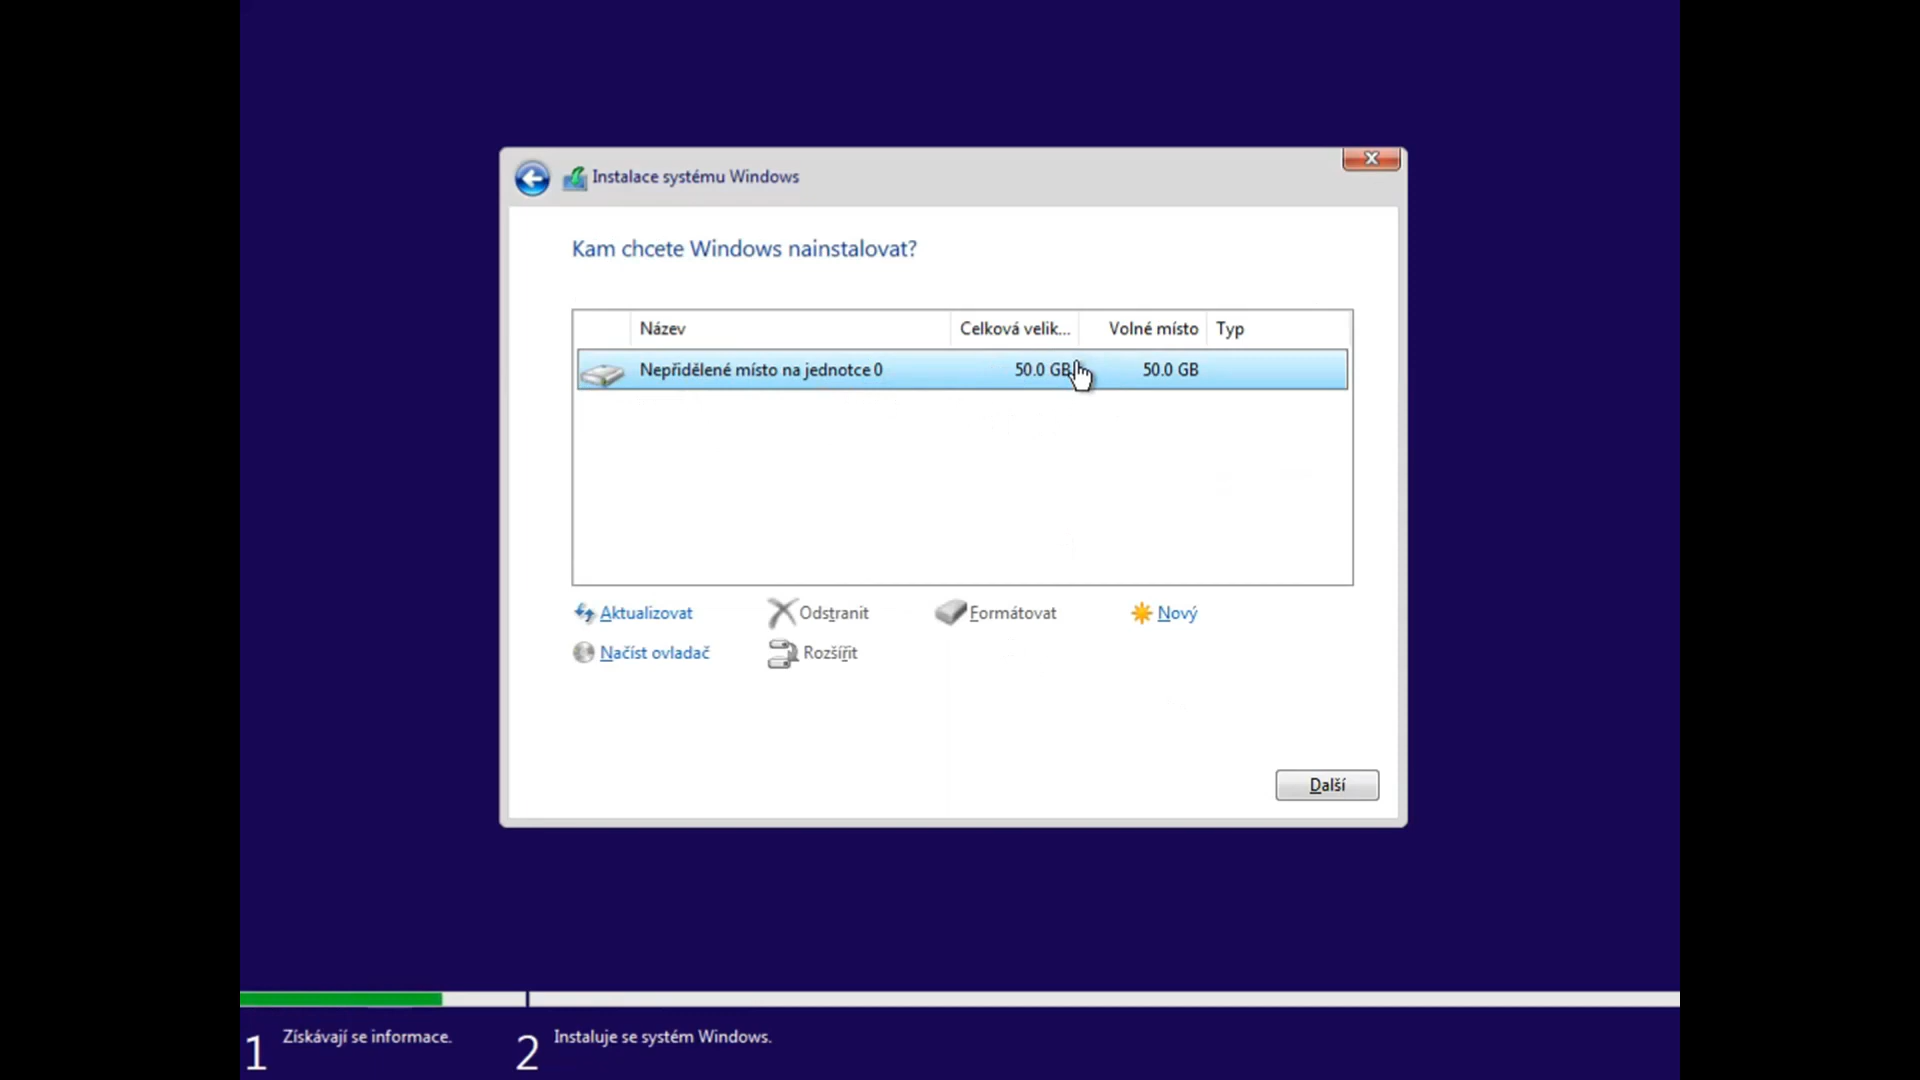 Instalace systému Windows
Kam chcete Windows nainstalovat?
Název Celková velik... Volné místo Typ
Nepřidělené místo na jednotce 0 50.0 GB 50.0 GB
Aktualizovat Odstranit Formátovat Nový
Načíst ovladač Rozšířit
Další
1 Získávají se informace. 2 Instaluje se systém Windows.